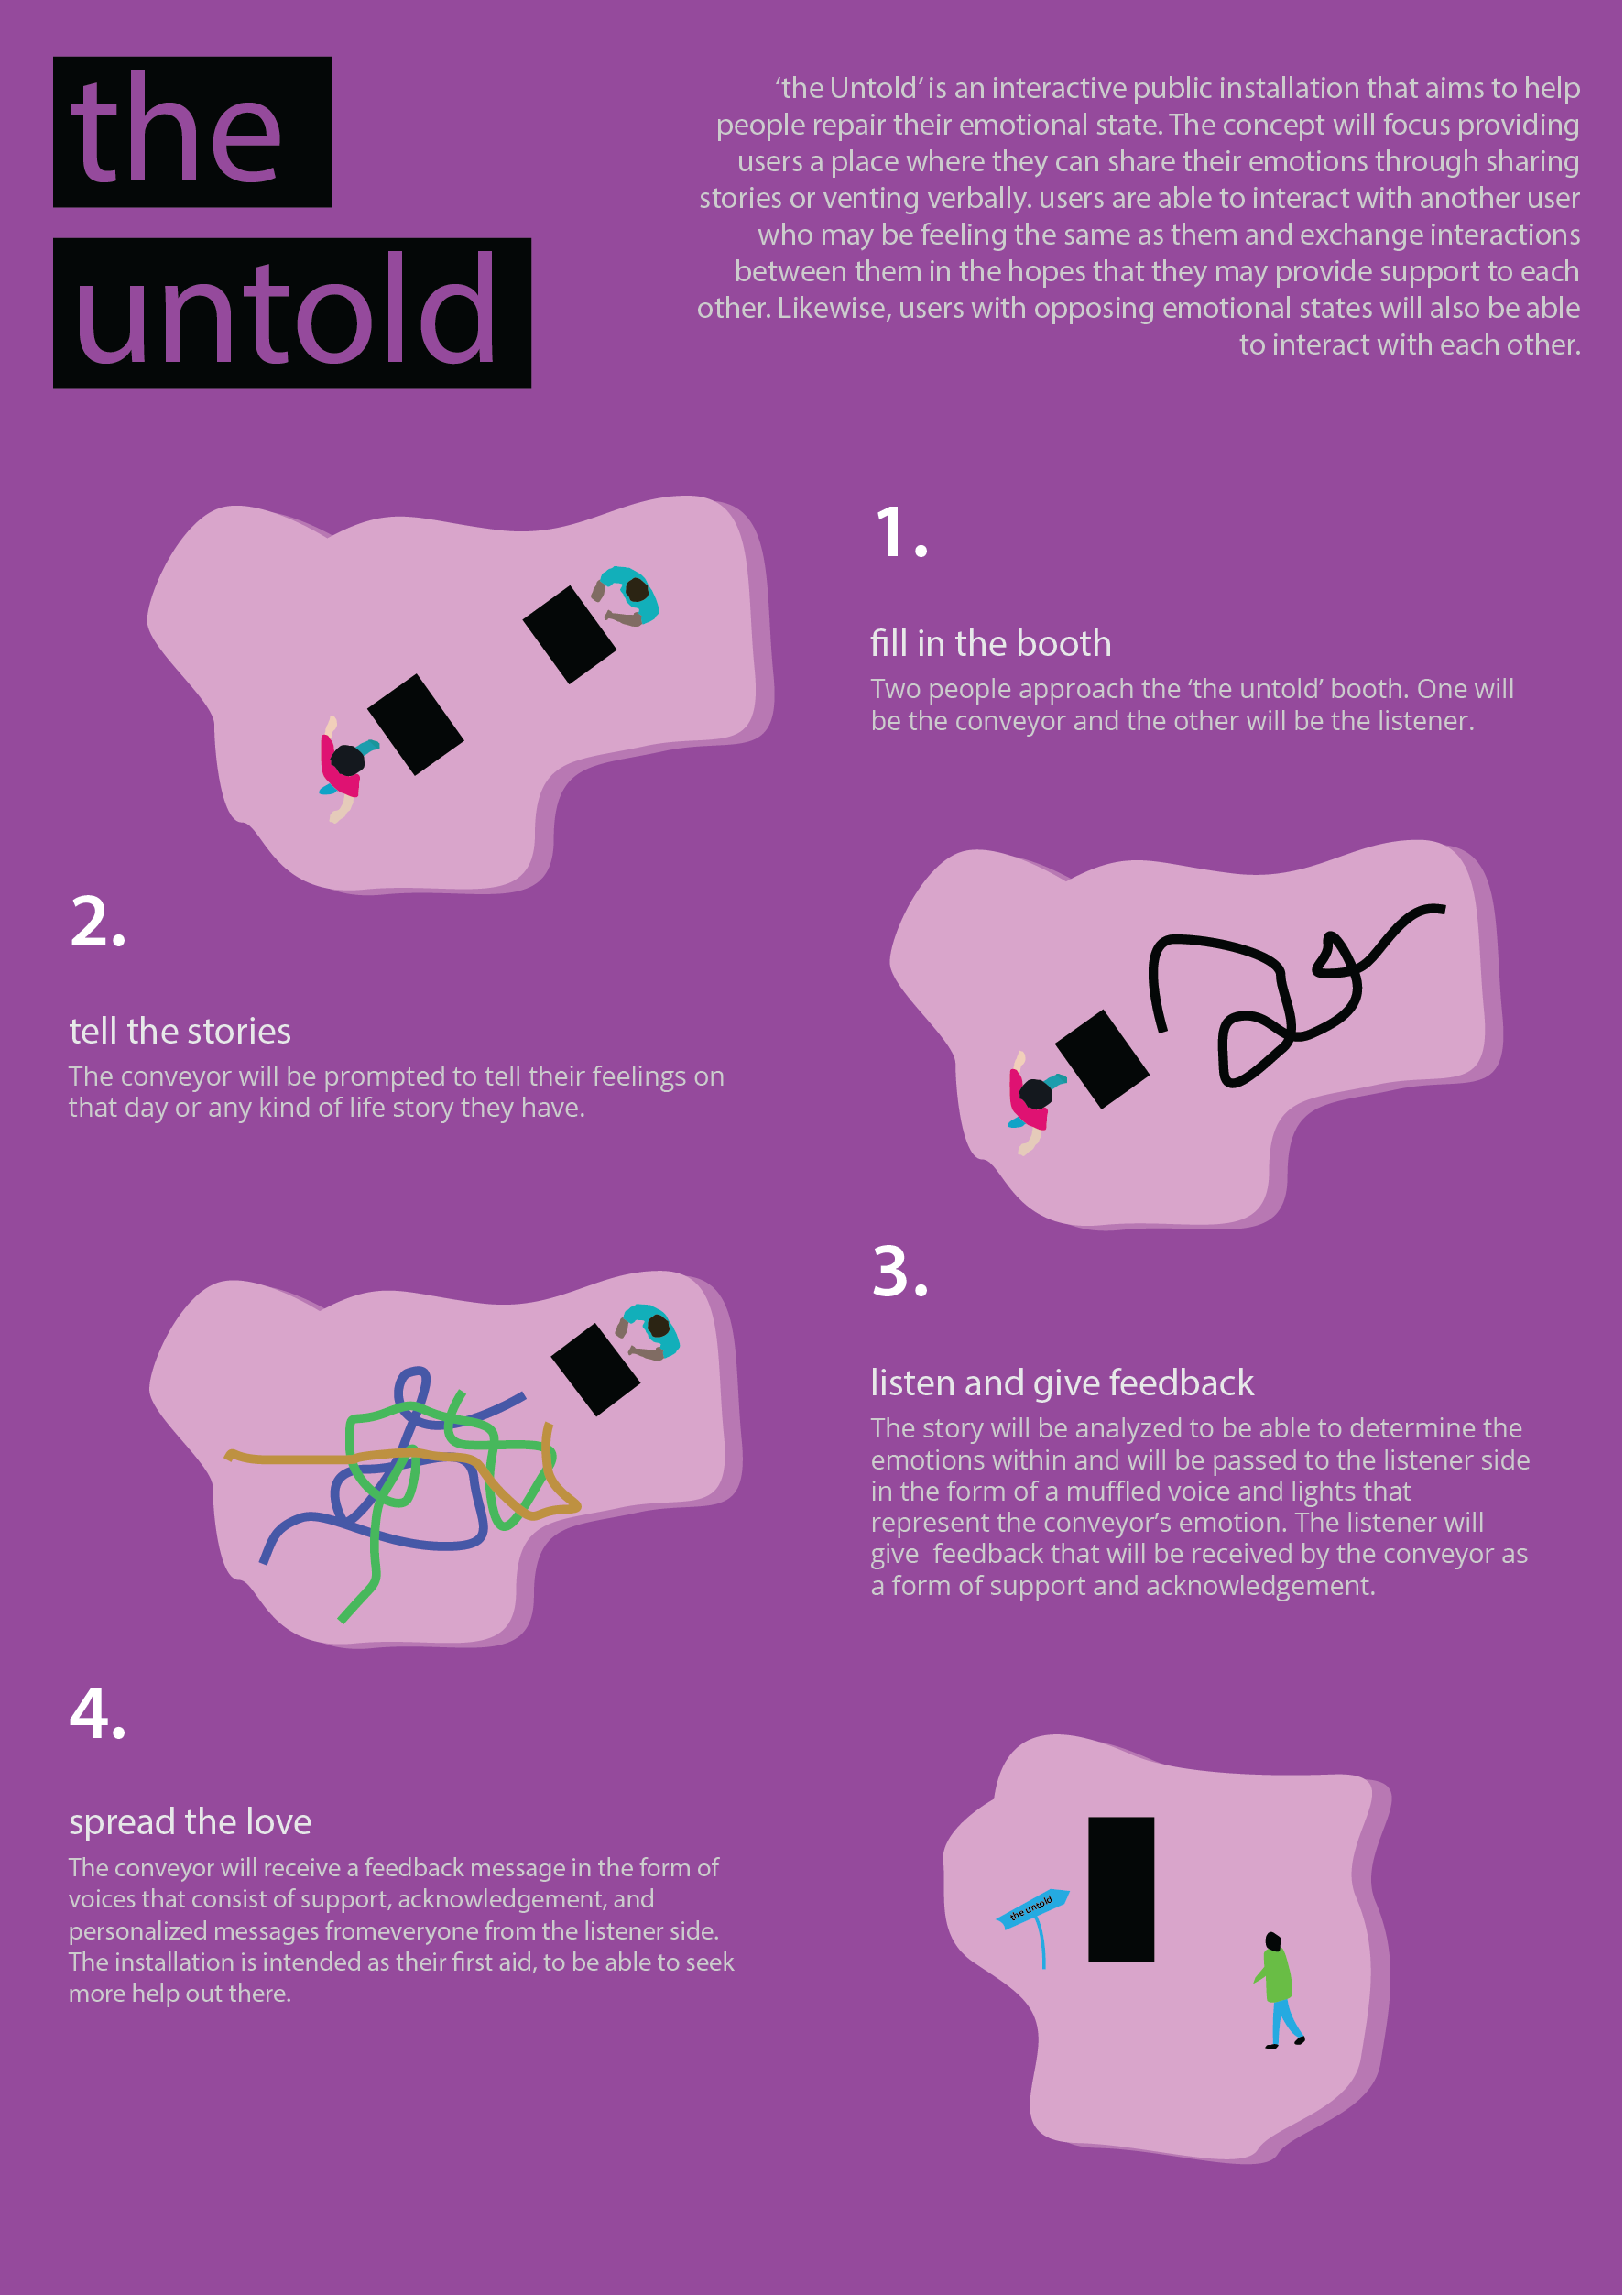 the
untold
‘the Untold’ is an interactive public installation that aims to help
people repair their emotional state. The concept will focus providing
users a place where they can share their emotions through sharing
stories or venting verbally. users are able to interact with another user
who may be feeling the same as them and exchange interactions
between them in the hopes that they may provide support to each
other. Likewise, users with opposing emotional states will also be able
to interact with each other.
1.
fill in the booth
Two people approach the ‘the untold’ booth. One will
be the conveyor and the other will be the listener.
2.
tell the stories
The conveyor will be prompted to tell their feelings on
that day or any kind of life story they have.
3.
listen and give feedback
The story will be analyzed to be able to determine the
emotions within and will be passed to the listener side
in the form of a muffled voice and lights that
represent the conveyor’s emotion. The listener will
give  feedback that will be received by the conveyor as
a form of support and acknowledgement.
4.
spread the love
The conveyor will receive a feedback message in the form of
voices that consist of support, acknowledgement, and
personalized messages fromeveryone from the listener side.
The installation is intended as their first aid, to be able to seek
more help out there.
the untold